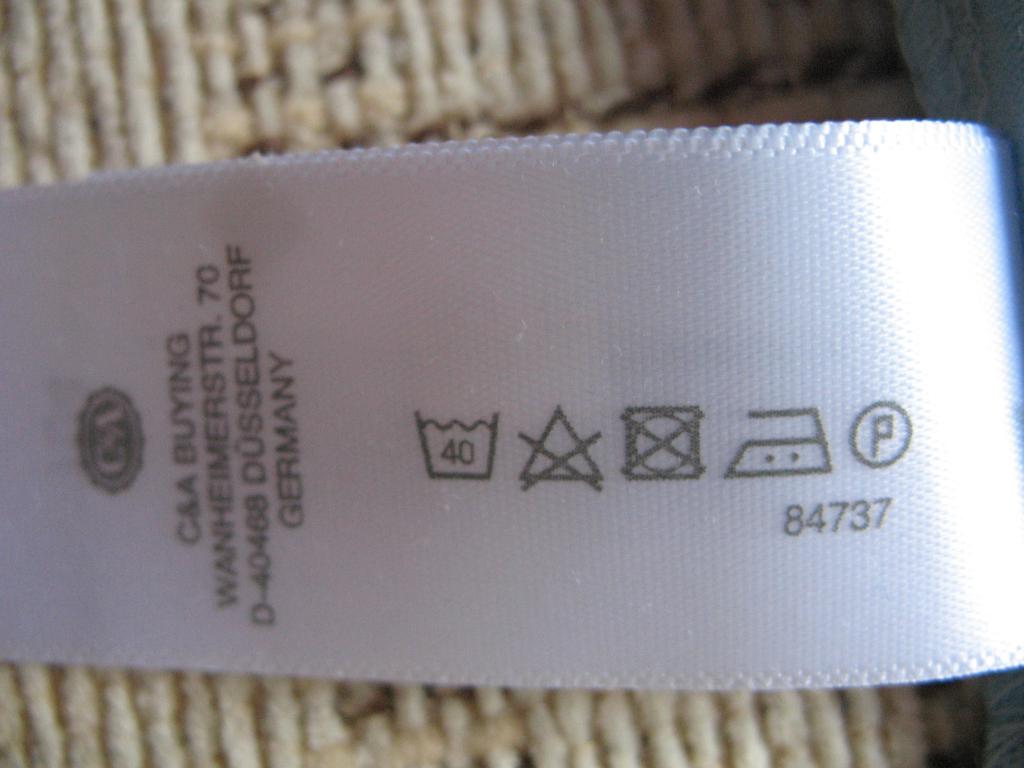 C&A
C&A BUYING
WANHEIMERSTR. 70
D-40468 DÜSSELDORF
GERMANY
40
P
84737